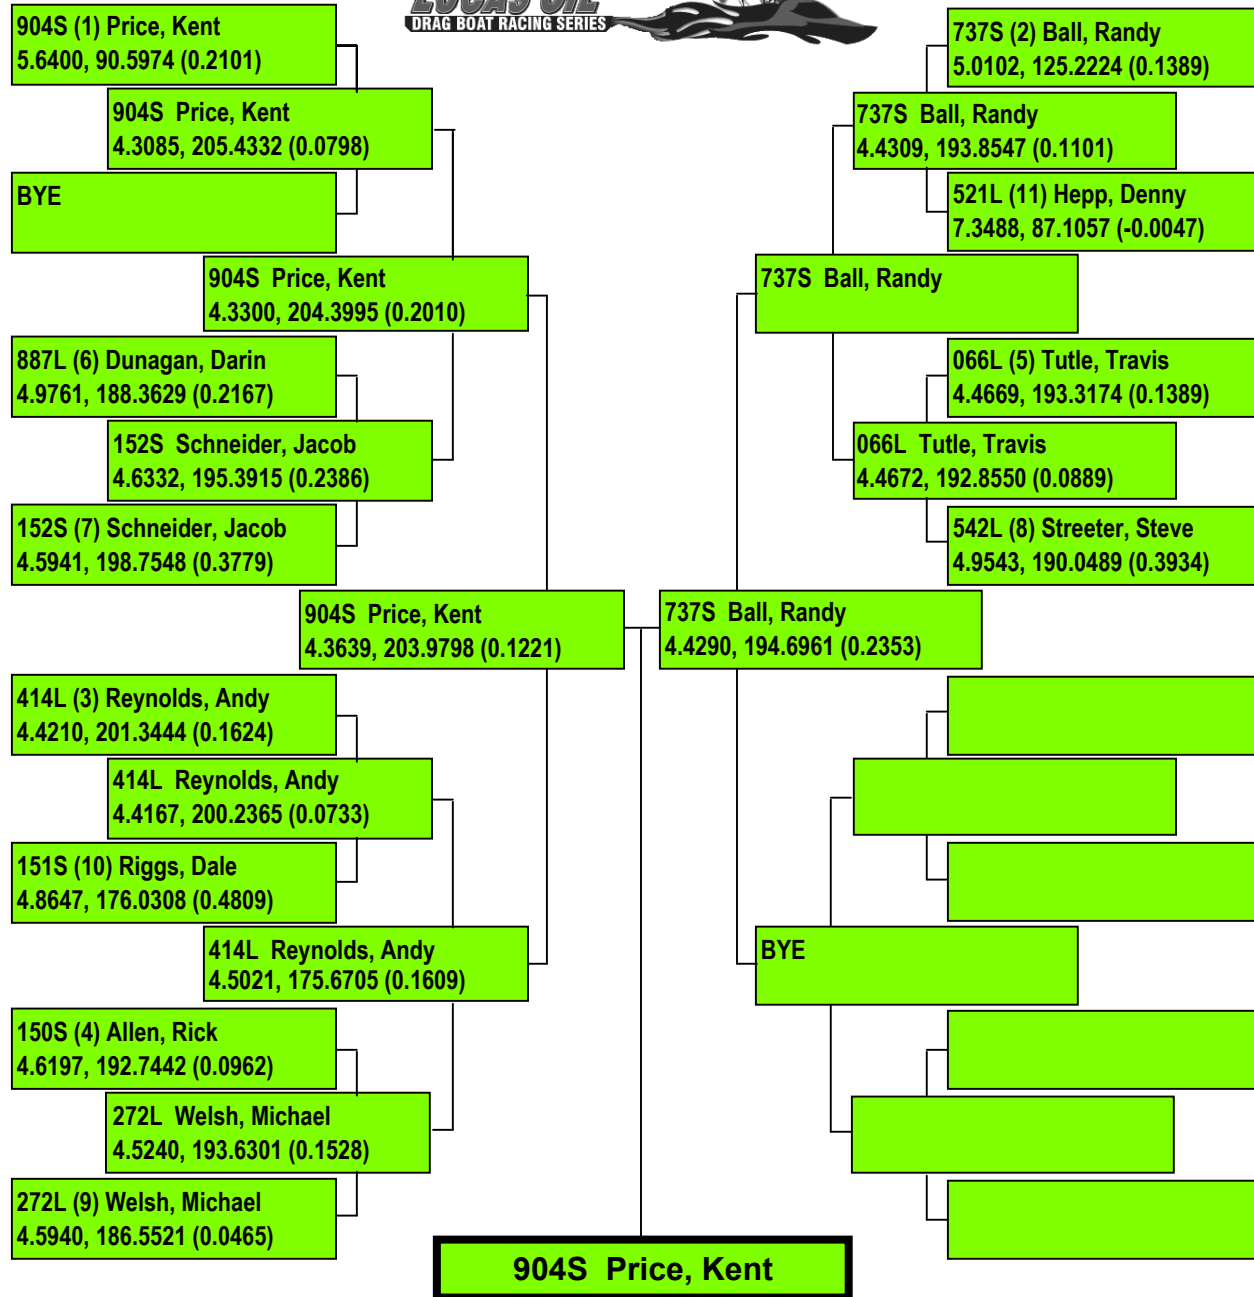 LUCAS OIL
DRAG BOAT RACING SERIES
904S (1) Price, Kent
5.6400, 90.5974 (0.2101)
904S Price, Kent
4.3085, 205.4332 (0.0798)
BYE
904S Price, Kent
4.3300, 204.3995 (0.2010)
887L (6) Dunagan, Darin
4.9761, 188.3629 (0.2167)
152S Schneider, Jacob
4.6332, 195.3915 (0.2386)
152S (7) Schneider, Jacob
4.5941, 198.7548 (0.3779)
904S Price, Kent
4.3639, 203.9798 (0.1221)
414L (3) Reynolds, Andy
4.4210, 201.3444 (0.1624)
414L Reynolds, Andy
4.4167, 200.2365 (0.0733)
151S (10) Riggs, Dale
4.8647, 176.0308 (0.4809)
414L Reynolds, Andy
4.5021, 175.6705 (0.1609)
150S (4) Allen, Rick
4.6197, 192.7442 (0.0962)
272L Welsh, Michael
4.5240, 193.6301 (0.1528)
272L (9) Welsh, Michael
4.5940, 186.5521 (0.0465)
737S (2) Ball, Randy
5.0102, 125.2224 (0.1389)
737S Ball, Randy
4.4309, 193.8547 (0.1101)
521L (11) Hepp, Denny
7.3488, 87.1057 (-0.0047)
737S Ball, Randy
066L (5) Tutle, Travis
4.4669, 193.3174 (0.1389)
066L Tutle, Travis
4.4672, 192.8550 (0.0889)
542L (8) Streeter, Steve
4.9543, 190.0489 (0.3934)
737S Ball, Randy
4.4290, 194.6961 (0.2353)
BYE
904S Price, Kent